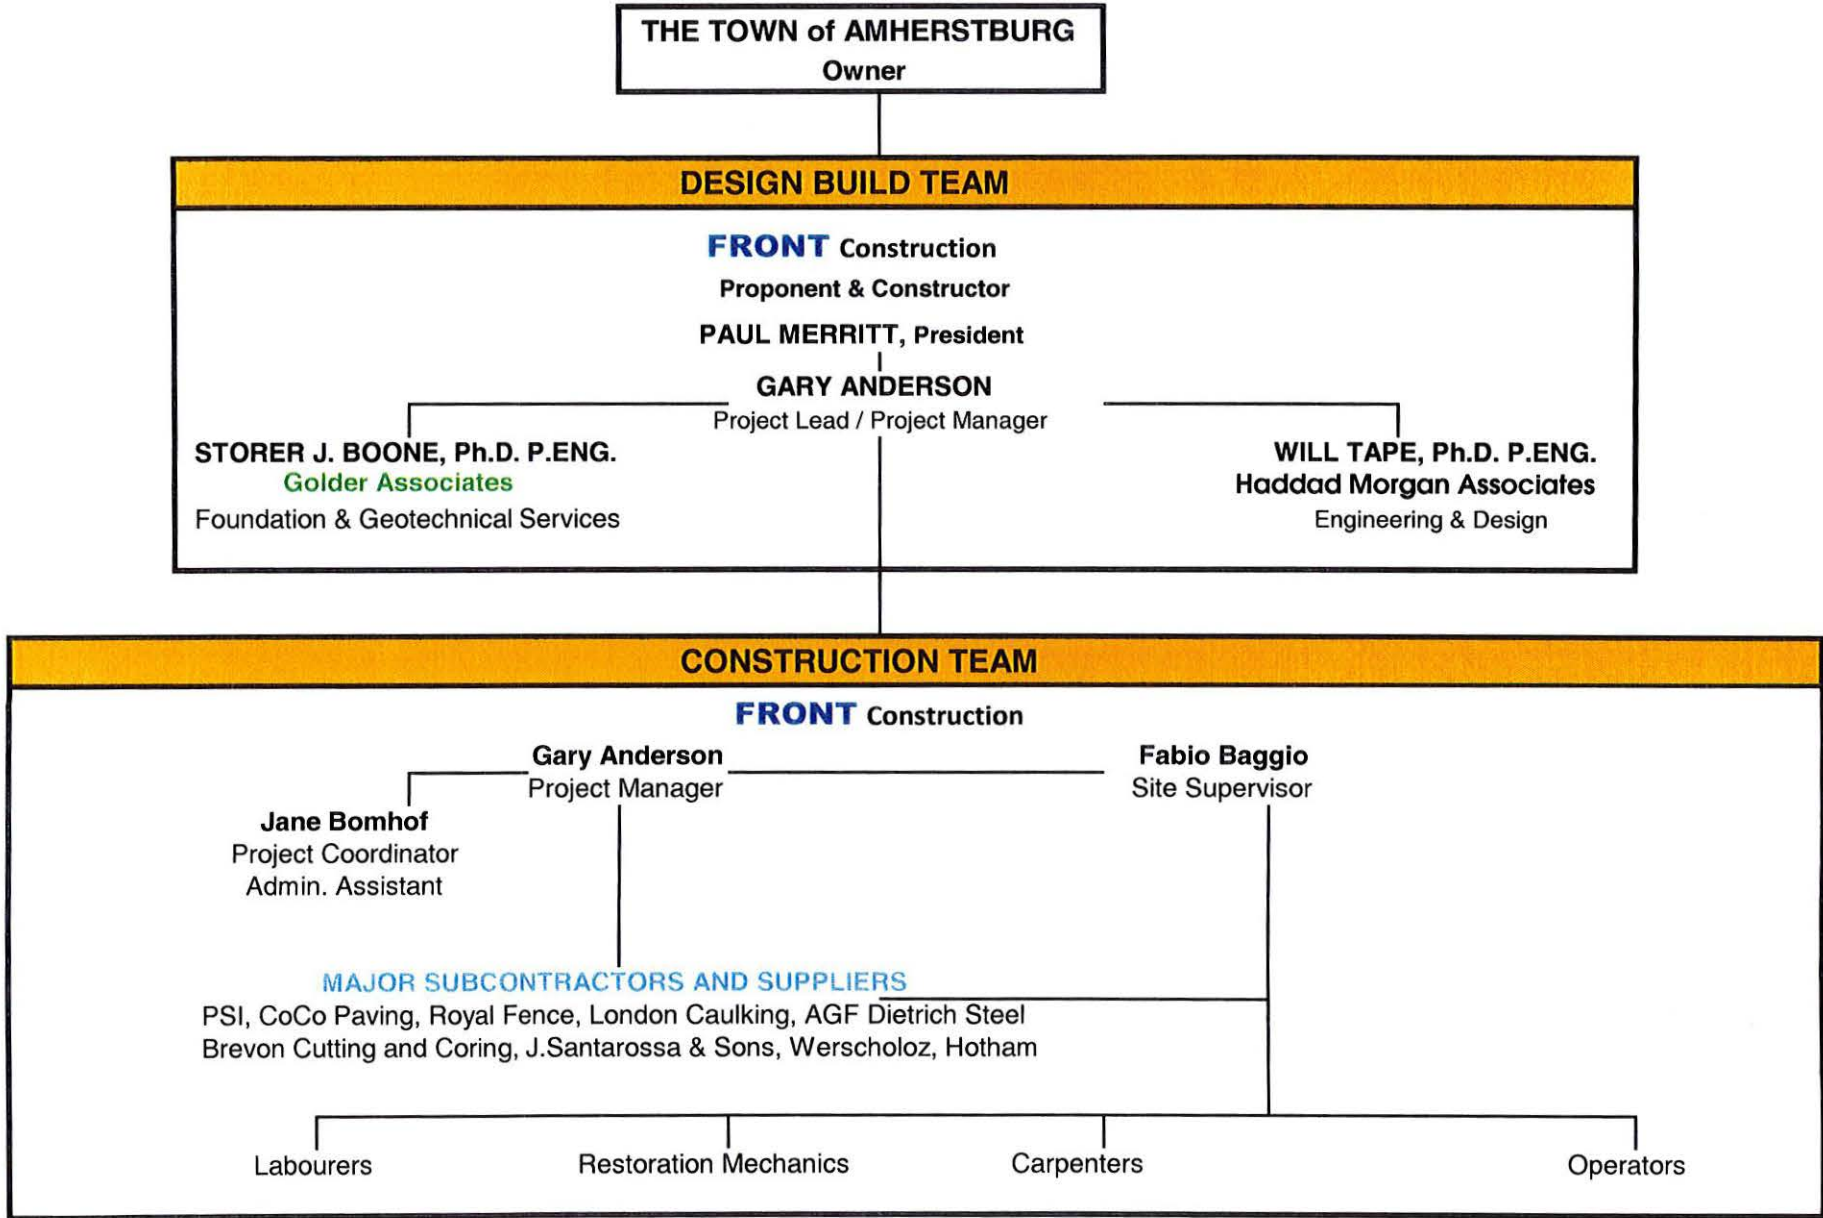 THE TOWN of AMHERSTBURG
Owner
DESIGN BUILD TEAM
FRONT Construction
Proponent & Constructor
PAUL MERRITT, President
GARY ANDERSON
Project Lead / Project Manager
STORER J. BOONE, Ph.D. P.ENG.
Golder Associates
Foundation & Geotechnical Services
WILL TAPE, Ph.D. P.ENG.
Haddad Morgan Associates
Engineering & Design
CONSTRUCTION TEAM
FRONT Construction
Gary Anderson
Project Manager
Fabio Baggio
Site Supervisor
Jane Bomhof
Project Coordinator
Admin. Assistant
MAJOR SUBCONTRACTORS AND SUPPLIERS
PSI, CoCo Paving, Royal Fence, London Caulking, AGF Dietrich Steel
Brevon Cutting and Coring, J.Santarossa & Sons, Werscholoz, Hotham
Labourers
Restoration Mechanics
Carpenters
Operators